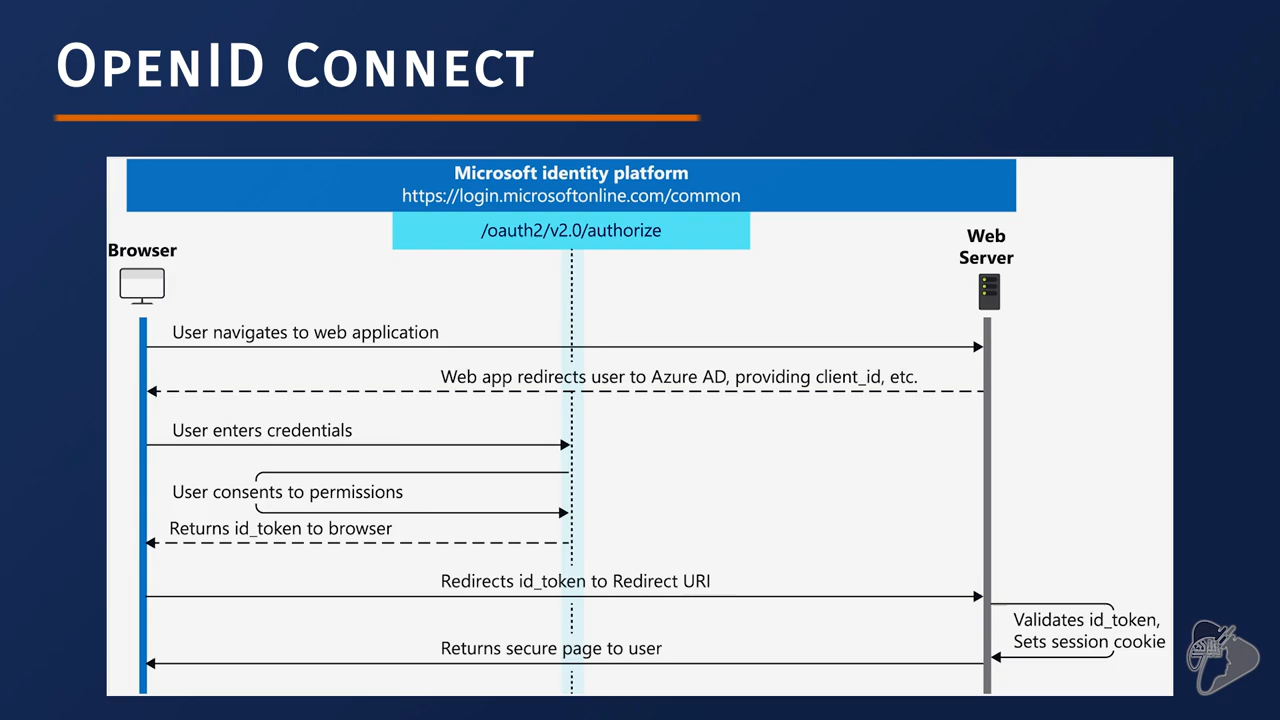 OPENID CONNECT
Microsoft identity platform
https://login.microsoftonline.com/common
/oauth2/v2.0/authorize
Browser
Web
Server
User navigates to web application
Web app redirects user to Azure AD, providing client_id, etc.
User enters credentials
User consents to permissions
Returns id_token to browser
Redirects id_token to Redirect URI
Validates id_token,
Sets session cookie
Returns secure page to user